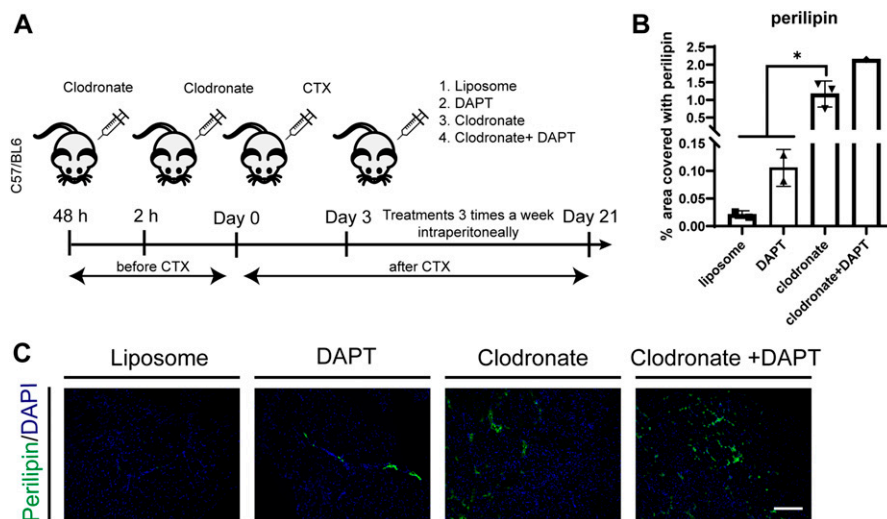 A
Clodronate
Clodronate
CTX
1. Liposome
2. DAPT
3. Clodronate
4. Clodronate+ DAPT
C57/BL6
48 h
2 h
Day 0
Day 3
Treatments 3 times a week
intraperitoneally
Day 21
before CTX
after CTX
B
perilipin
*
% area covered with perilipin
2.5
2.0
1.5
1.0
0.5
0.15
0.10
0.05
0.00
liposome
DAPT
clodronate
clodronate+DAPT
C
Liposome
DAPT
Clodronate
Clodronate +DAPT
Perilipin/DAPI